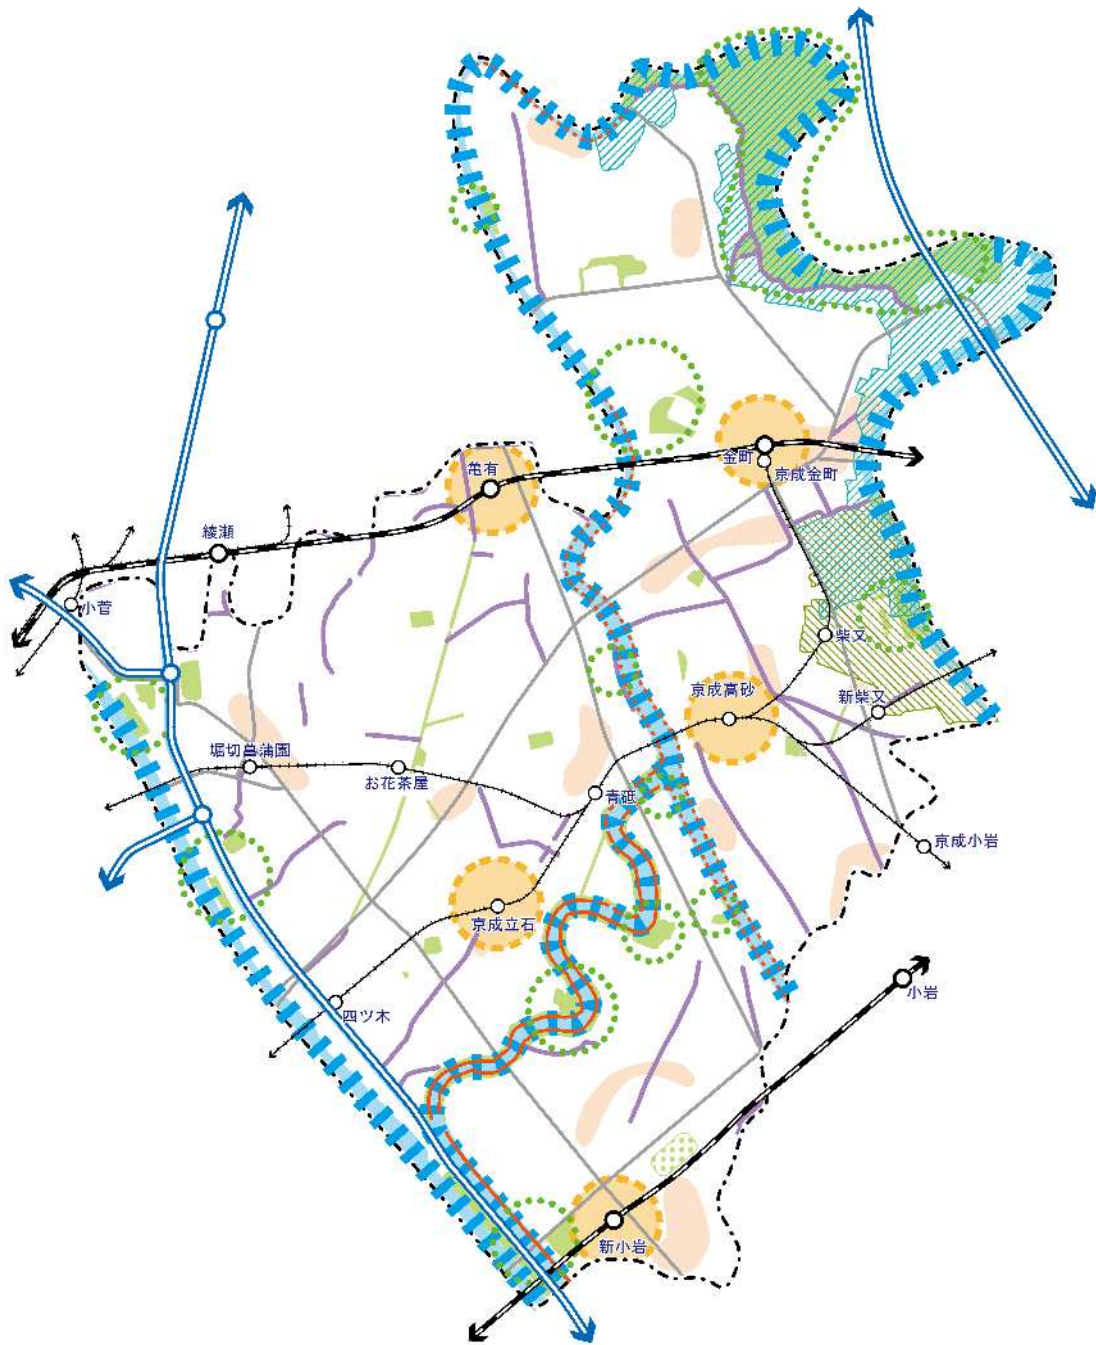 亀有
金町
京成金町
綾瀬
小菅
柴又
京成高砂
新柴又
堀切菖蒲園
お花茶屋
青砥
京成小岩
京成立石
小岩
四ツ木
新小岩